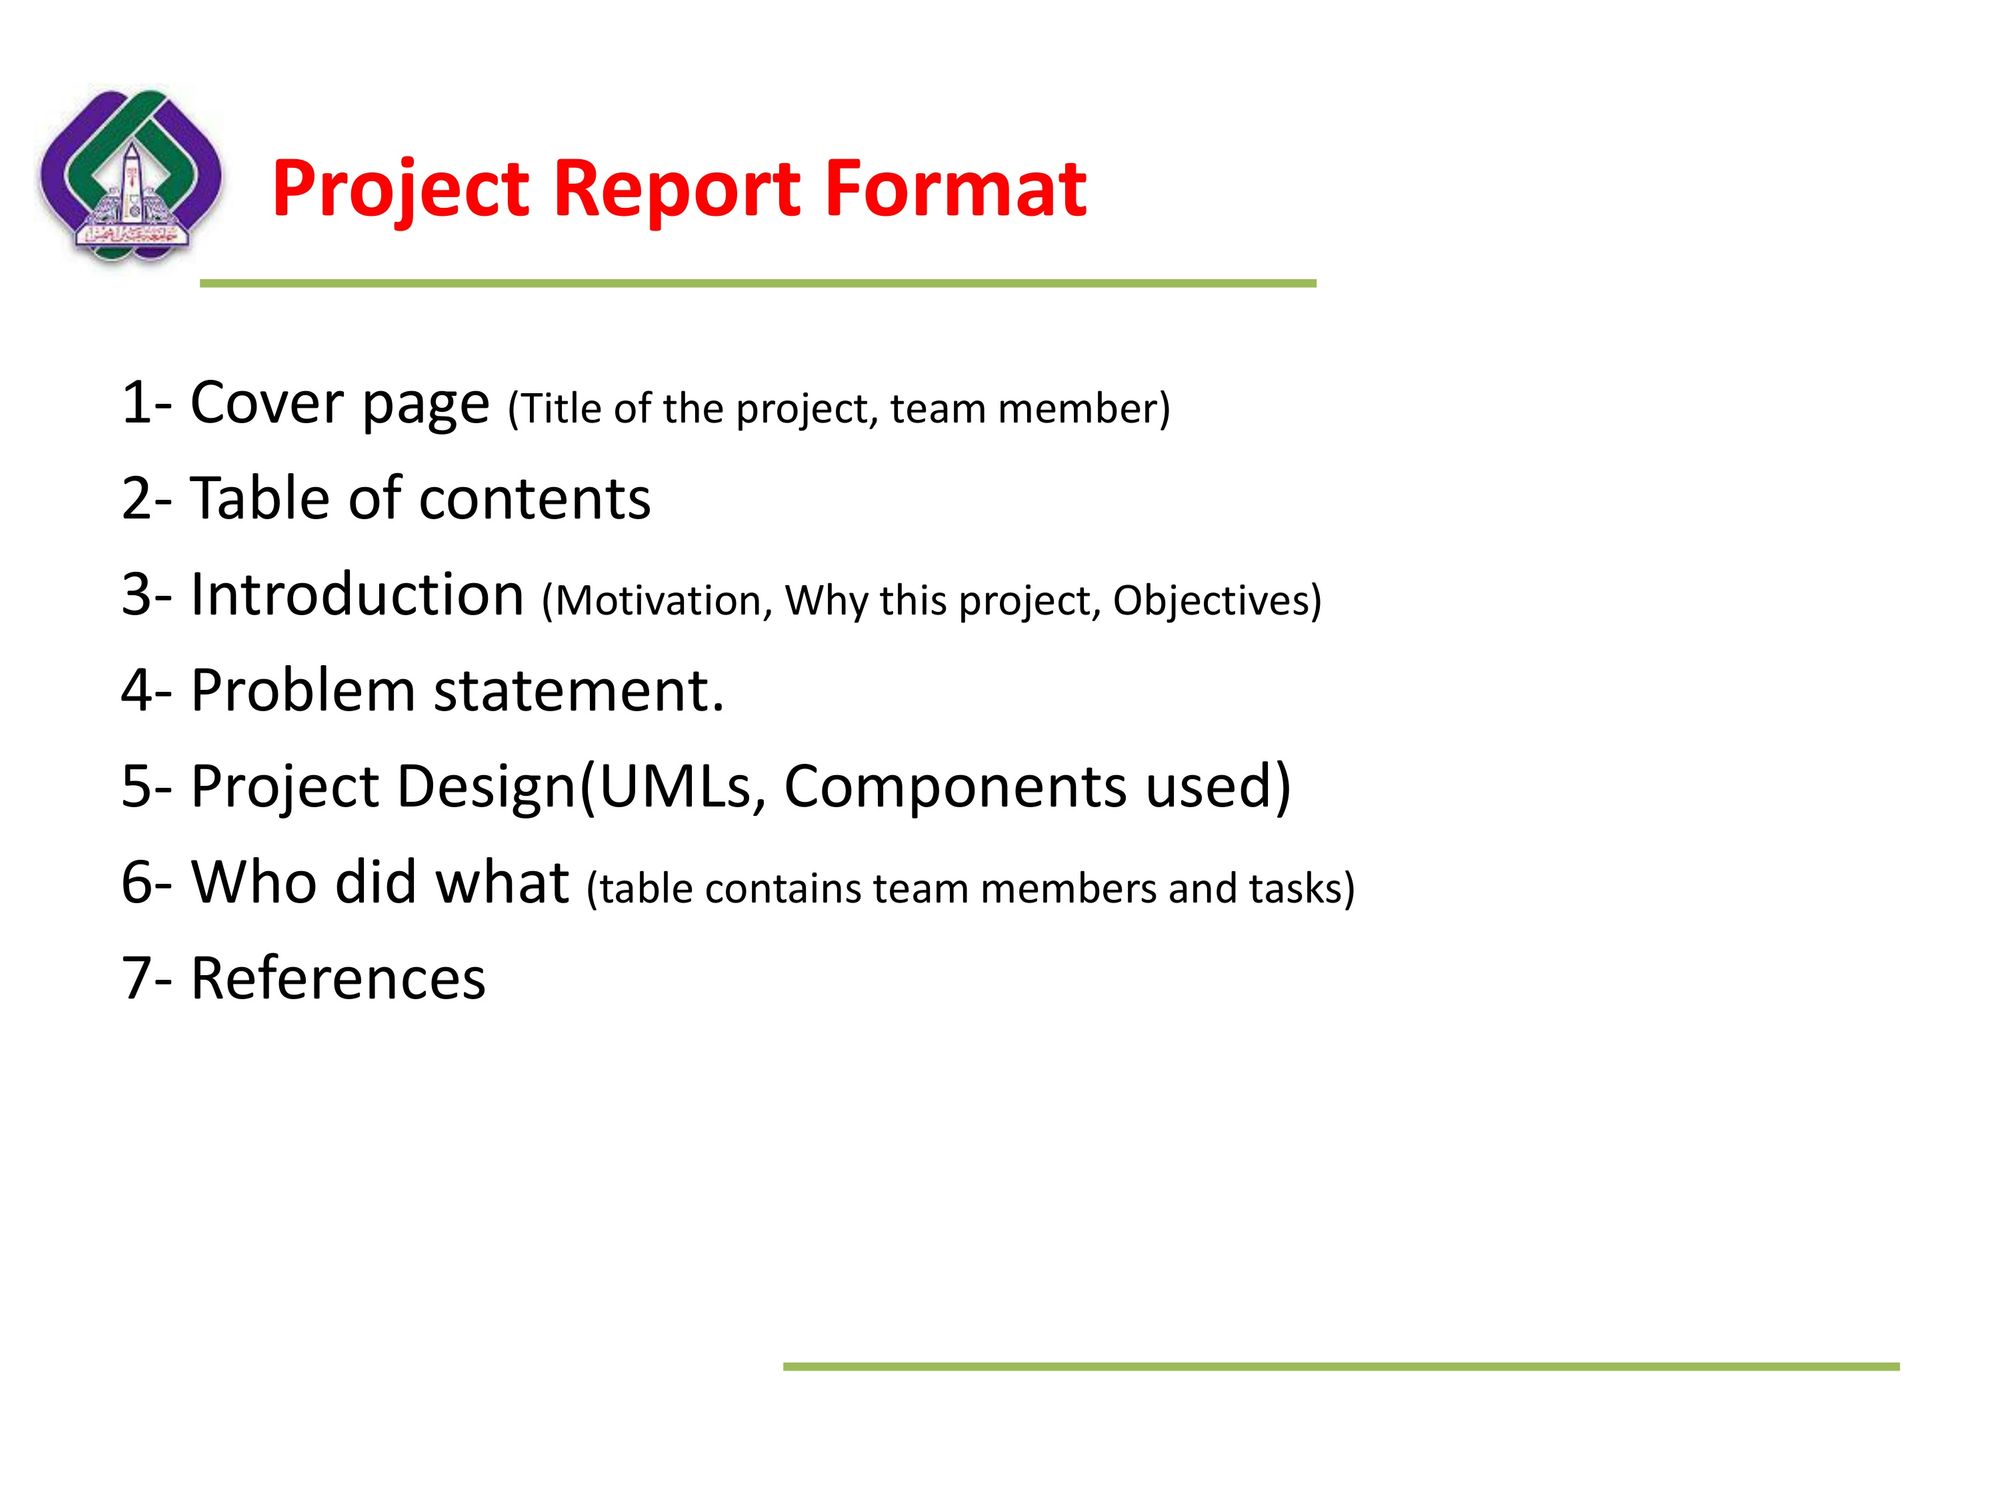 Project Report Format
1- Cover page (Title of the project, team member)
2- Table of contents
3- Introduction (Motivation, Why this project, Objectives)
4- Problem statement.
5- Project Design(UMLs, Components used)
6- Who did what (table contains team members and tasks)
7- References